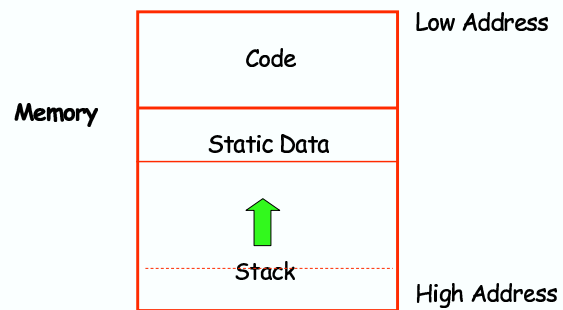 Low Address
Code
Memory
Static Data
Stack
High Address